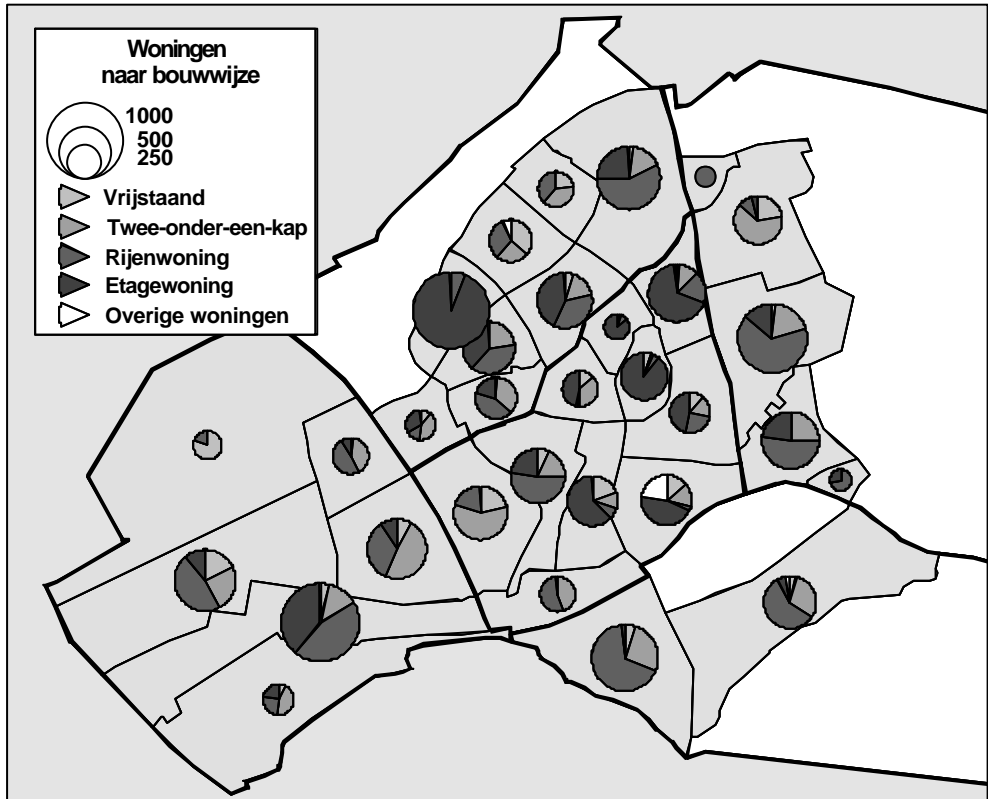 Woningen
naar bouwwijze
1000
500
250
Vrijstaand
Twee-onder-een-kap
Rijenwoning
Etagewoning
Overige woningen